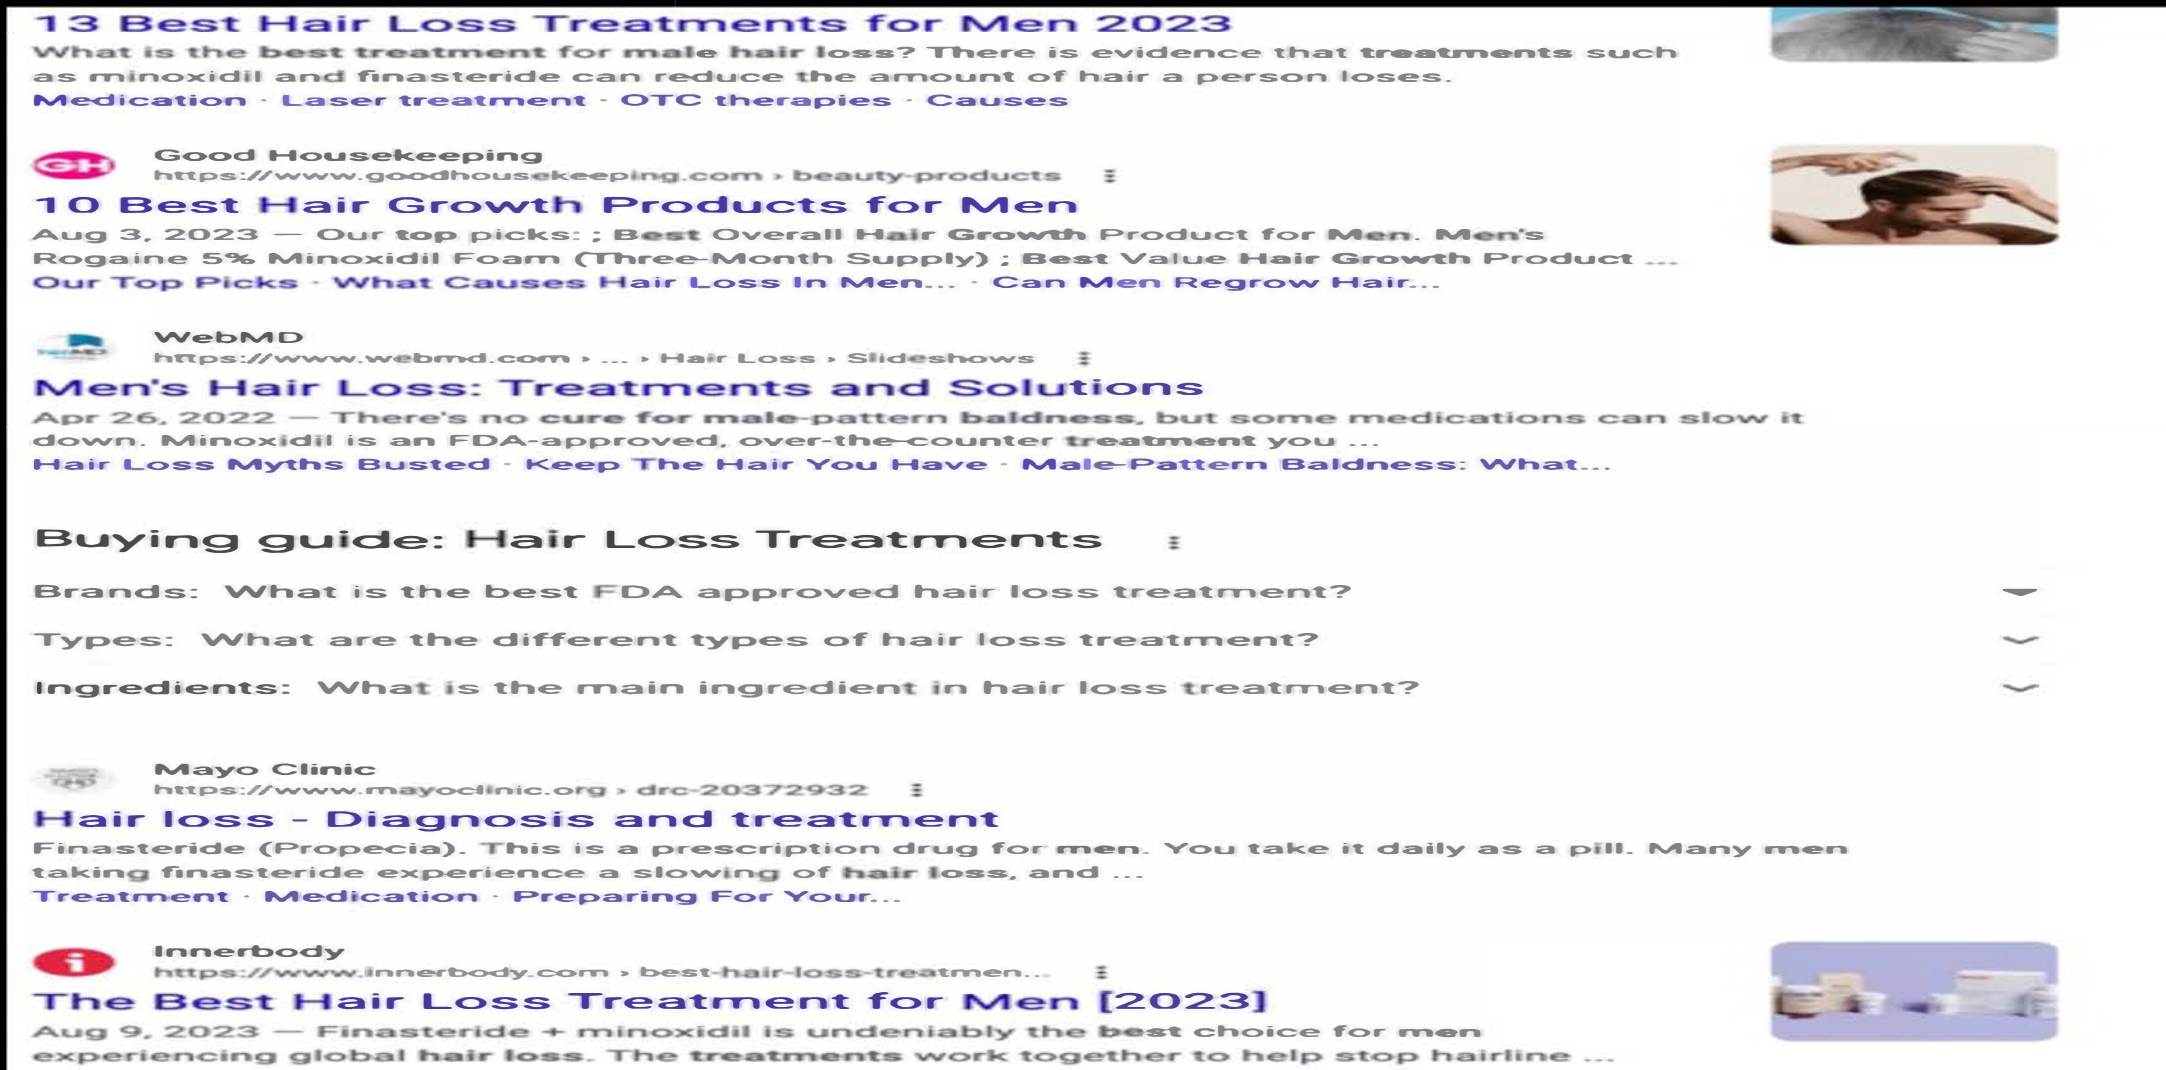 13 Best Hair Loss Treatments for Men 2023
What is the best treatment for male hair loss? There is evidence that treatments such
as minoxidil and finasteride can reduce the amount of hair a person loses.
Medication · Laser treatment · OTC therapies · Causes
GH
Good Housekeeping
https://www.goodhousekeeping.com › beauty-products
10 Best Hair Growth Products for Men
Aug 3, 2023 — Our top picks: ; Best Overall Hair Growth Product for Men. Men's
Rogaine 5% Minoxidil Foam (Three-Month Supply) ; Best Value Hair Growth Product ...
Our Top Picks · What Causes Hair Loss In Men... · Can Men Regrow Hair...
WebMD
https://www.webmd.com › ... › Hair Loss › Slideshows
Men's Hair Loss: Treatments and Solutions
Apr 26, 2022 — There's no cure for male-pattern baldness, but some medications can slow it
down. Minoxidil is an FDA-approved, over-the-counter treatment you ...
Hair Loss Myths Busted · Keep The Hair You Have · Male-Pattern Baldness: What...
Buying guide: Hair Loss Treatments
Brands: What is the best FDA approved hair loss treatment?
Types: What are the different types of hair loss treatment?
Ingredients: What is the main ingredient in hair loss treatment?
Mayo Clinic
https://www.mayoclinic.org › drc-20372932
Hair loss - Diagnosis and treatment
Finasteride (Propecia). This is a prescription drug for men. You take it daily as a pill. Many men
taking finasteride experience a slowing of hair loss, and ...
Treatment · Medication · Preparing For Your...
i
Innerbody
https://www.innerbody.com › best-hair-loss-treatmen...
The Best Hair Loss Treatment for Men [2023]
Aug 9, 2023 — Finasteride + minoxidil is undeniably the best choice for men
experiencing global hair loss. The treatments work together to help stop hairline ...